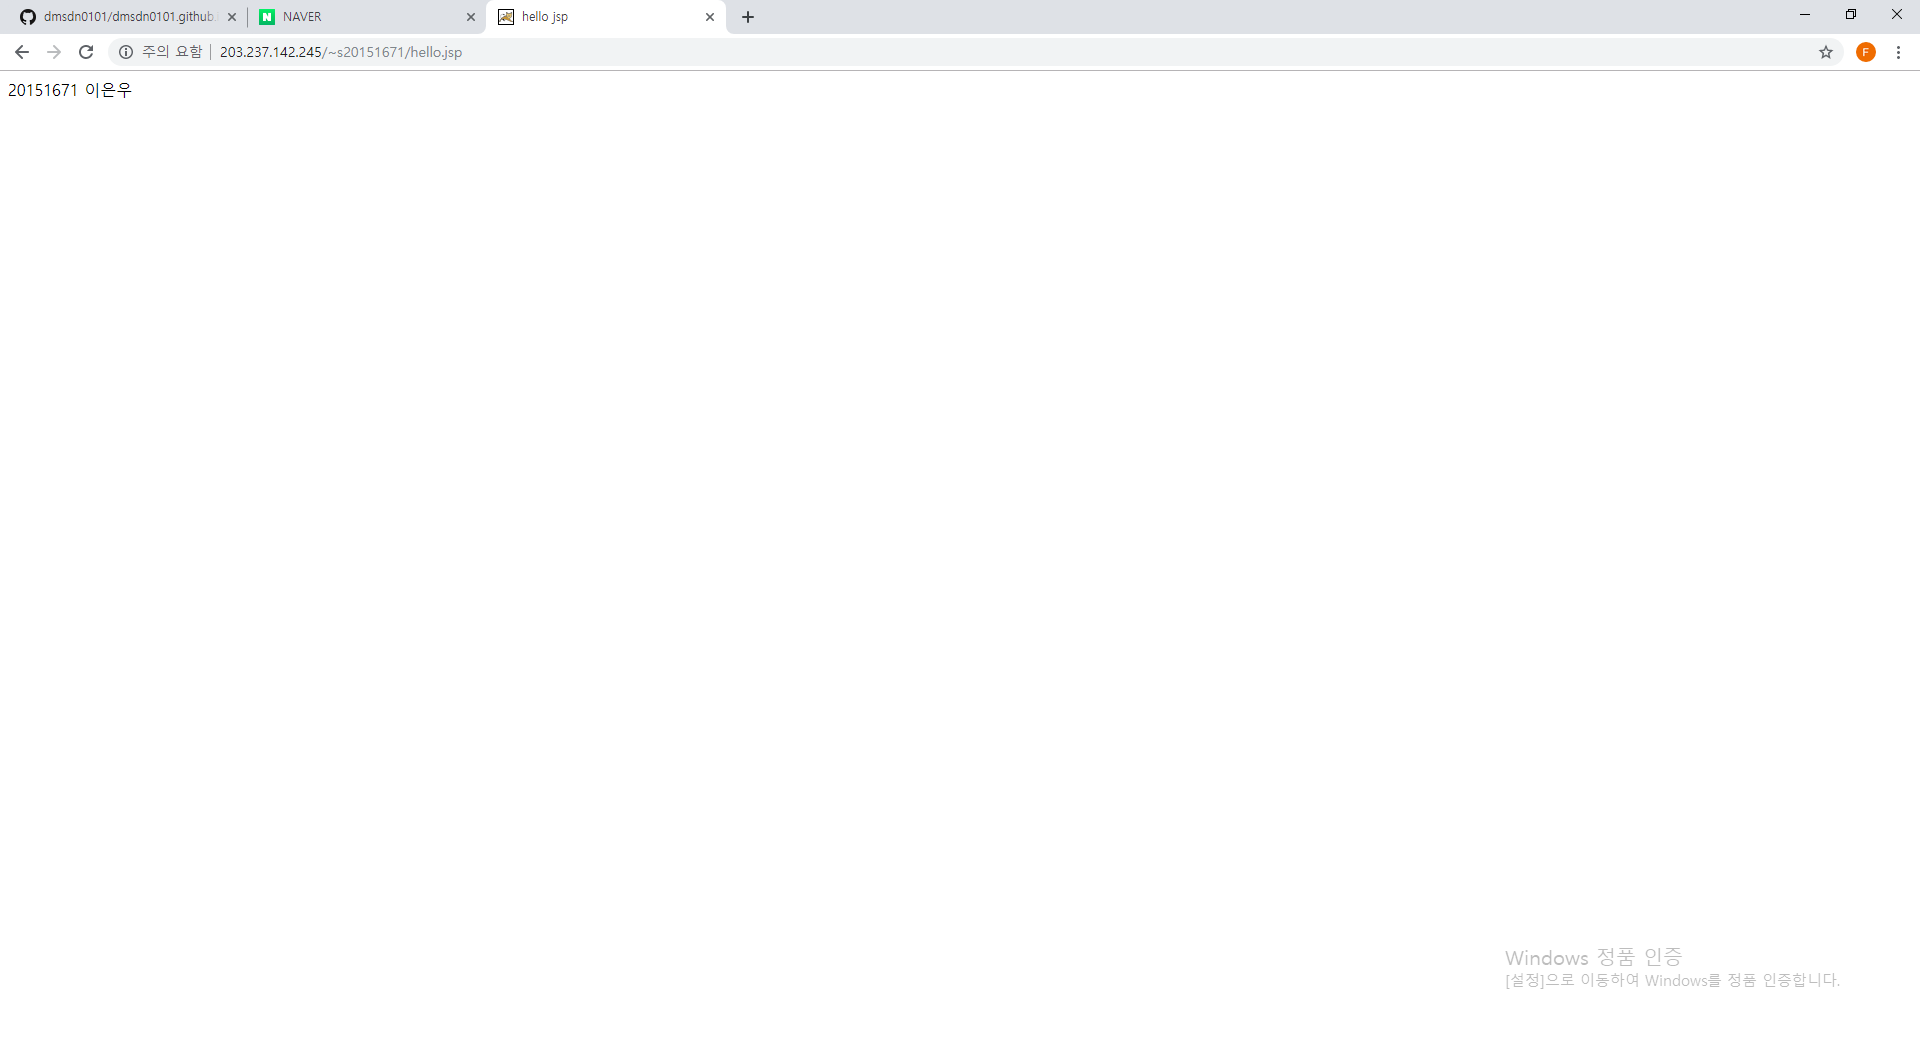 dmsdn0101/dmsdn0101.github.
NAVER
hello jsp
주의 요함 203.237.142.245/~s20151671/hello.jsp
F
20151671 이은우
Windows 정품 인증
[설정]으로 이동하여 Windows를 정품 인증합니다.